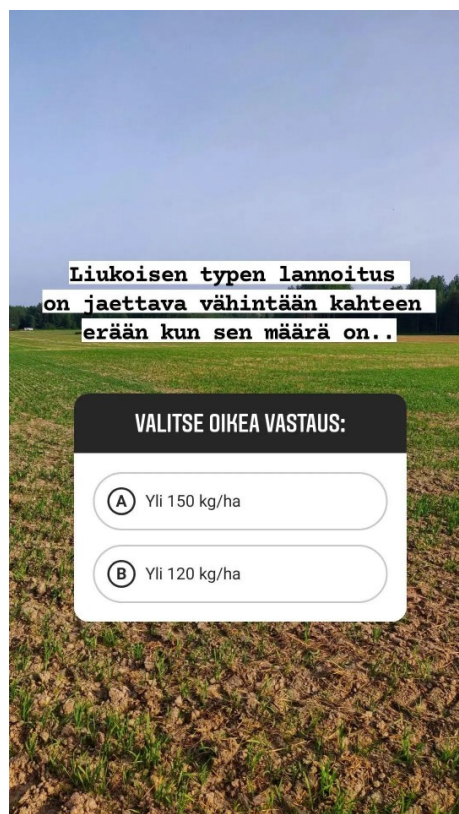 Liukoisen typen lannoitus
on jaettava vähintään kahteen
erään kun sen määrä on..
VALITSE OIKEA VASTAUS:
A Yli 150 kg/ha
B Yli 120 kg/ha